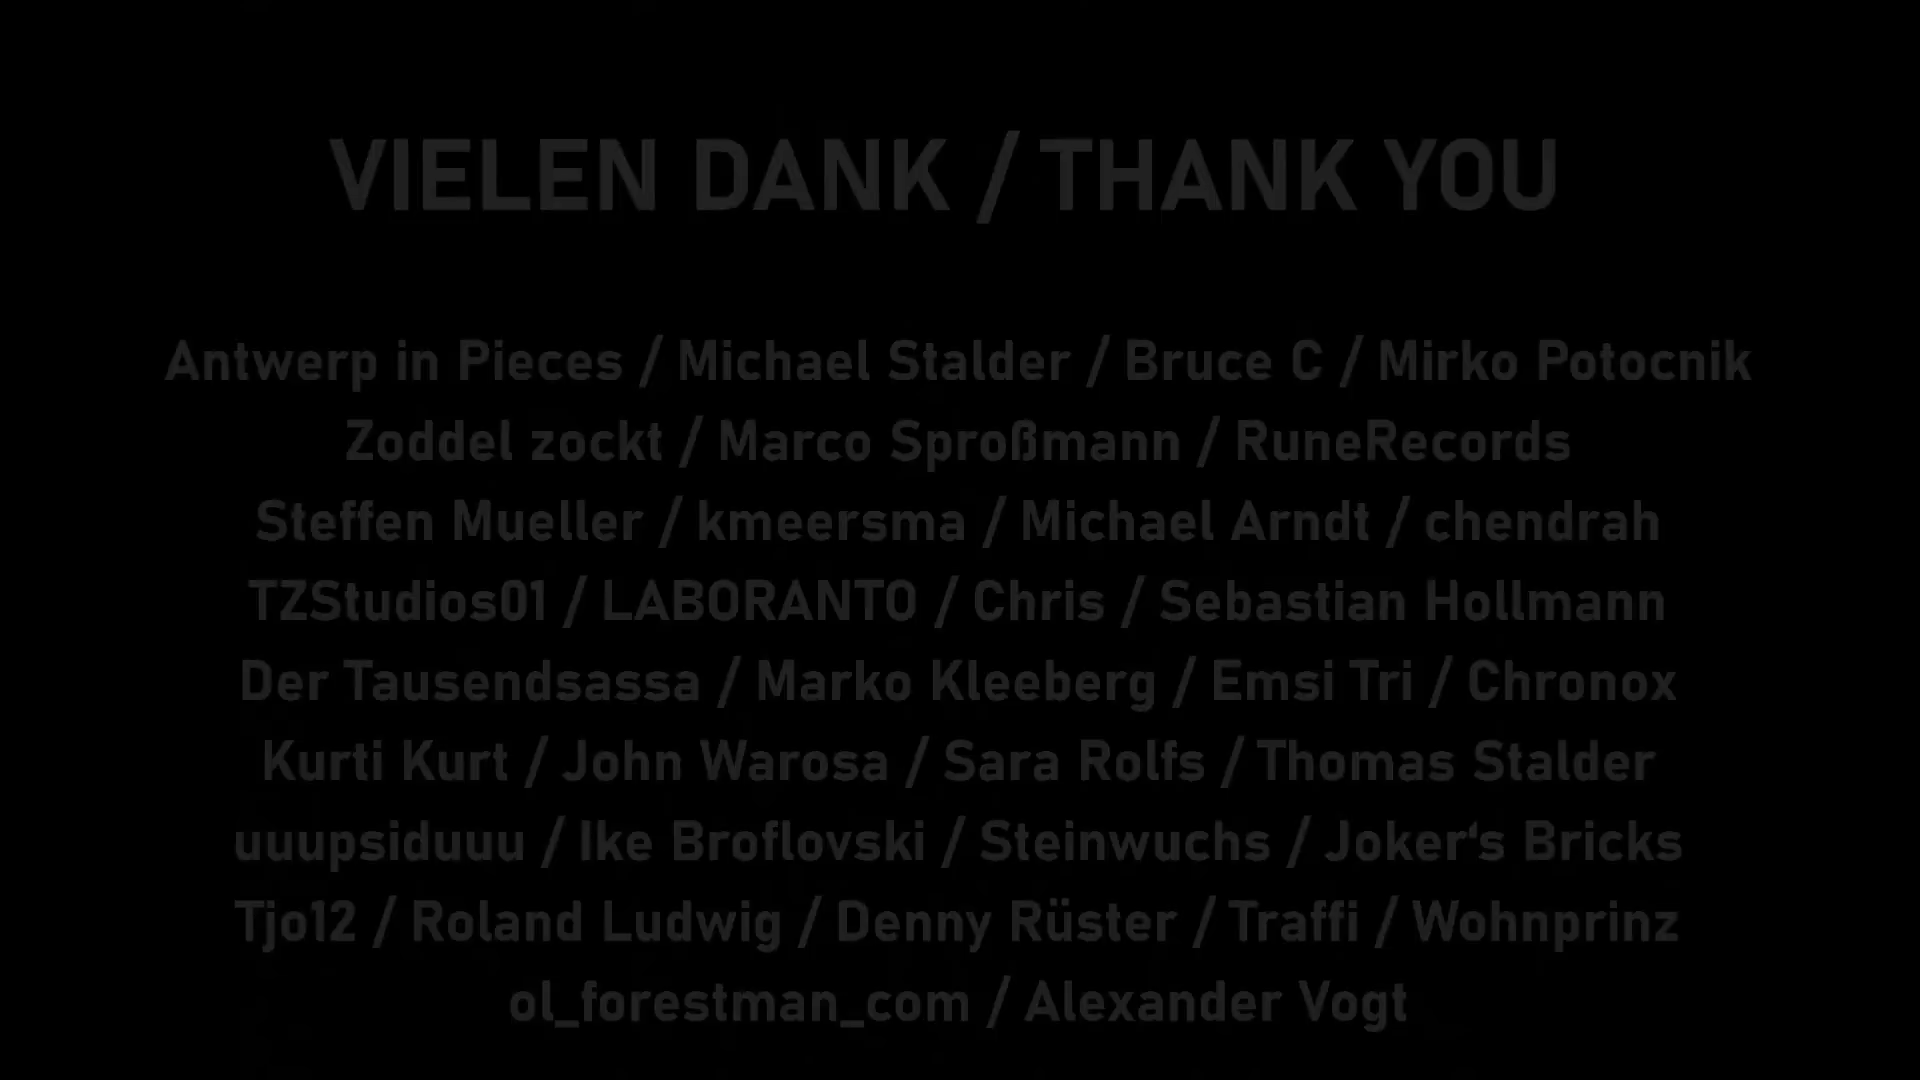 VIELEN DANK / THANK YOU
Antwerp in Pieces / Michael Stalder / Bruce C / Mirko Potocnik
Zoddel zockt / Marco Sproßmann / RuneRecords
Steffen Mueller / kmeersma / Michael Arndt / chendrah
TZStudios01 / LABORANTO / Chris / Sebastian Hollmann
Der Tausendsassa / Marko Kleeberg / Emsi Tri / Chronox
Kurti Kurt / John Warosa / Sara Rolfs / Thomas Stalder
uuupsiduuu / Ike Broflovski / Steinwuchs / Joker‘s Bricks
Tjo12 / Roland Ludwig / Denny Rüster / Traffi / Wohnprinz
ol_forestman_com / Alexander Vogt